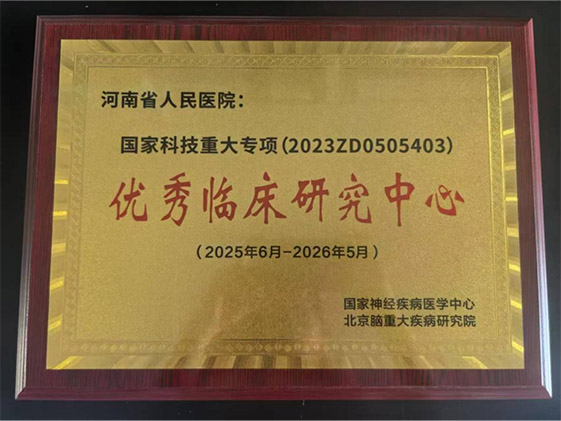 河南省人民医院：
国家科技重大专项（2023ZD0505403）
优秀临床研究中心
（2025年6月-2026年5月）
国家神经疾病医学中心
北京脑重大疾病研究院